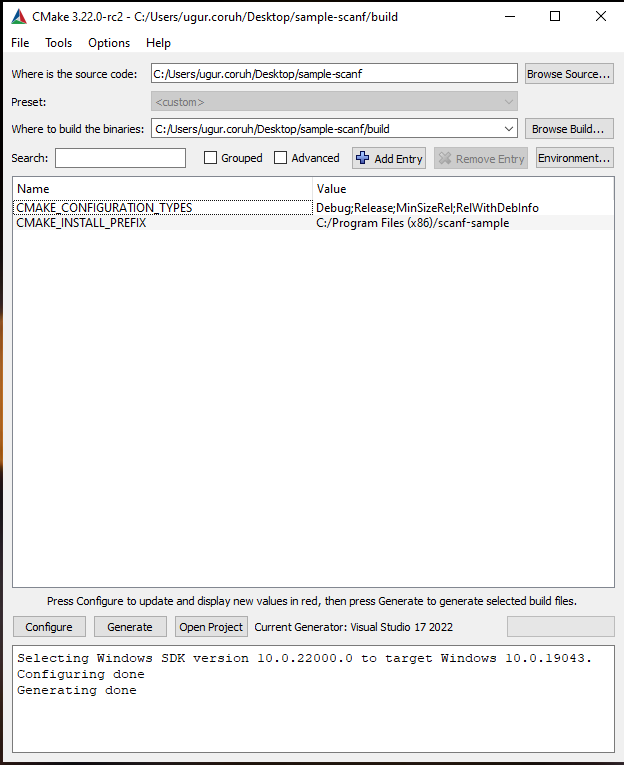 CMake 3.22.0-rc2 - C:/Users/ugur.coruh/Desktop/sample-scanf/build
File Tools Options Help
Where is the source code: C:/Users/ugur.coruh/Desktop/sample-scanf Browse Source...
Preset: <custom>
Where to build the binaries: C:/Users/ugur.coruh/Desktop/sample-scanf/build Browse Build...
Search: Grouped Advanced Add Entry Remove Entry Environment...
Name Value
CMAKE_CONFIGURATION_TYPES Debug;Release;MinSizeRel;RelWithDebInfo
CMAKE_INSTALL_PREFIX C:/Program Files (x86)/scanf-sample
Press Configure to update and display new values in red, then press Generate to generate selected build files.
Configure Generate Open Project Current Generator: Visual Studio 17 2022
Selecting Windows SDK version 10.0.22000.0 to target Windows 10.0.19043.
Configuring done
Generating done